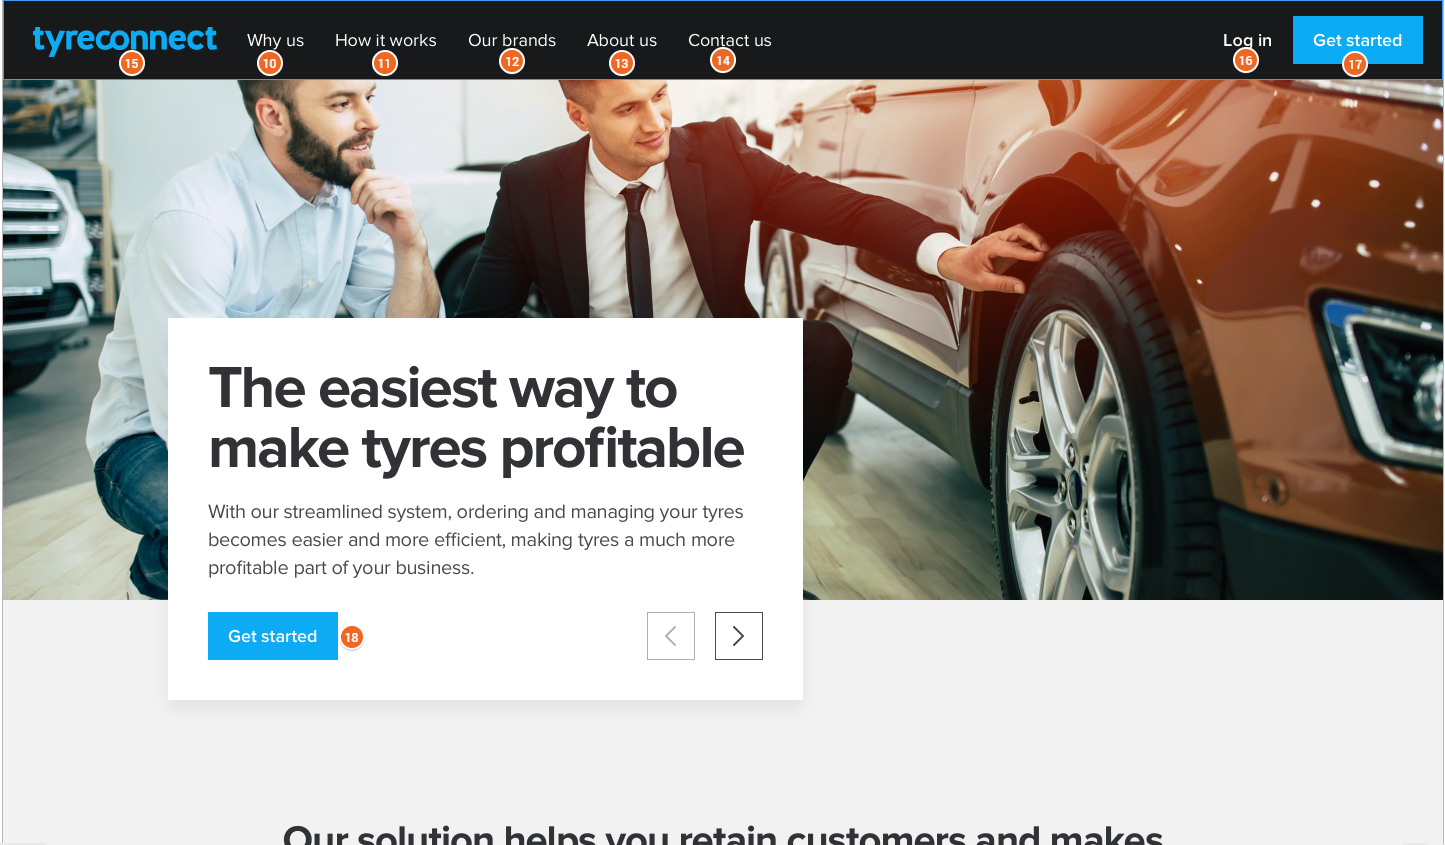 tyreconnect Why us How it works Our brands About us Contact us Log in Get started
15 10 11 12 13 14 16 17
The easiest way to
make tyres profitable
With our streamlined system, ordering and managing your tyres
becomes easier and more efficient, making tyres a much more
profitable part of your business.
Get started 18
Our solution helps you retain customers and makes